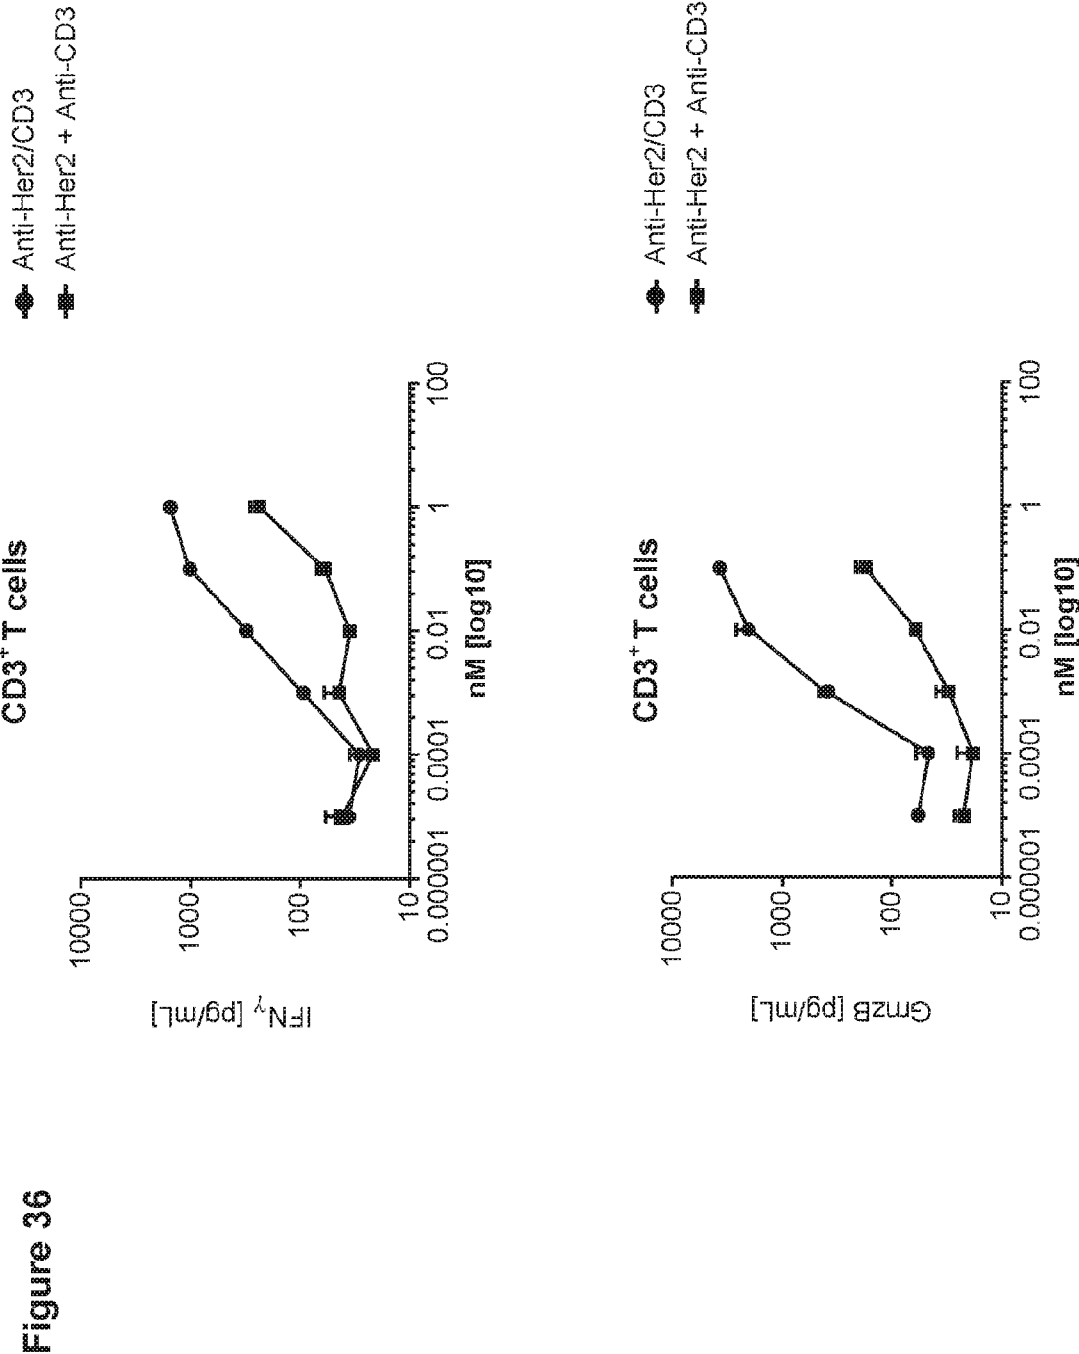 Figure 36
CD3+ T cells
Anti-Her2/CD3
Anti-Her2 + Anti-CD3
IFNγ [pg/mL]
10000
1000
100
10
0.000001 0.0001 0.01 1 100
nM [log10]
CD3+ T cells
Anti-Her2/CD3
Anti-Her2 + Anti-CD3
GmzB [pg/mL]
10000
1000
100
10
0.000001 0.0001 0.01 1 100
nM [log10]